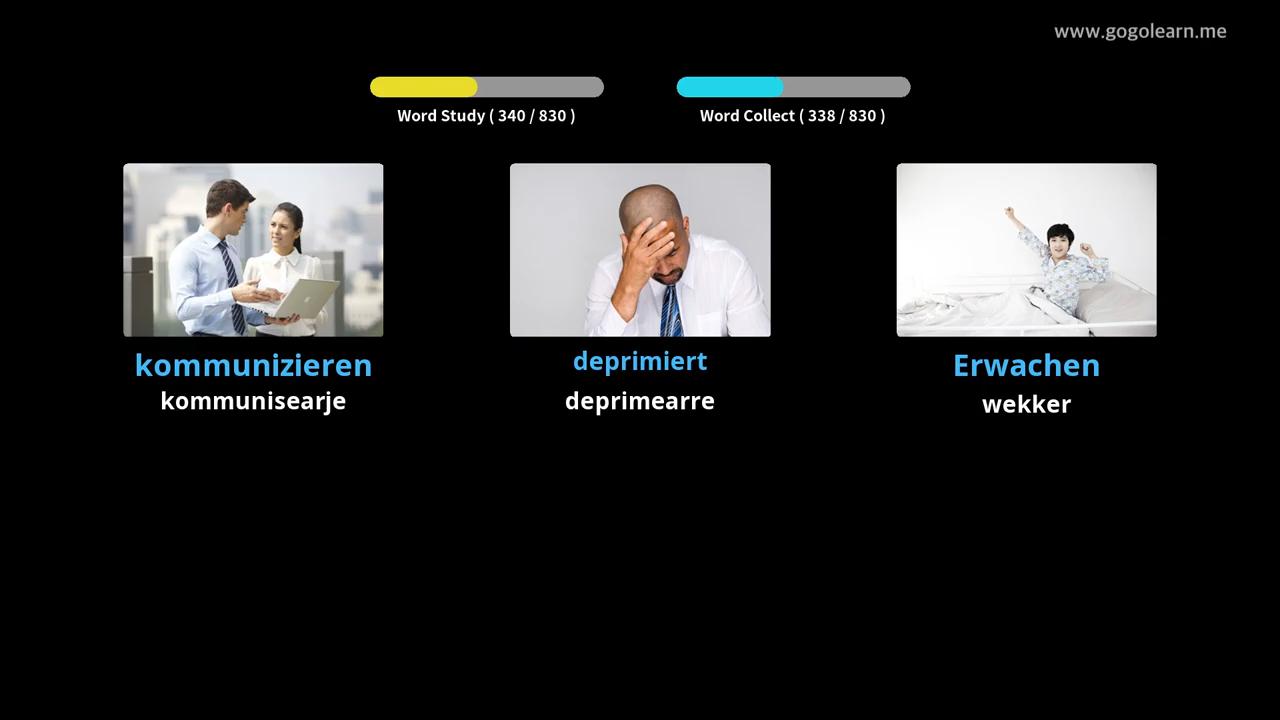 www.gogolearn.me
Word Study ( 340 / 830 )
Word Collect ( 338 / 830 )
kommunizieren
kommunisearje
deprimiert
deprimearre
Erwachen
wekker